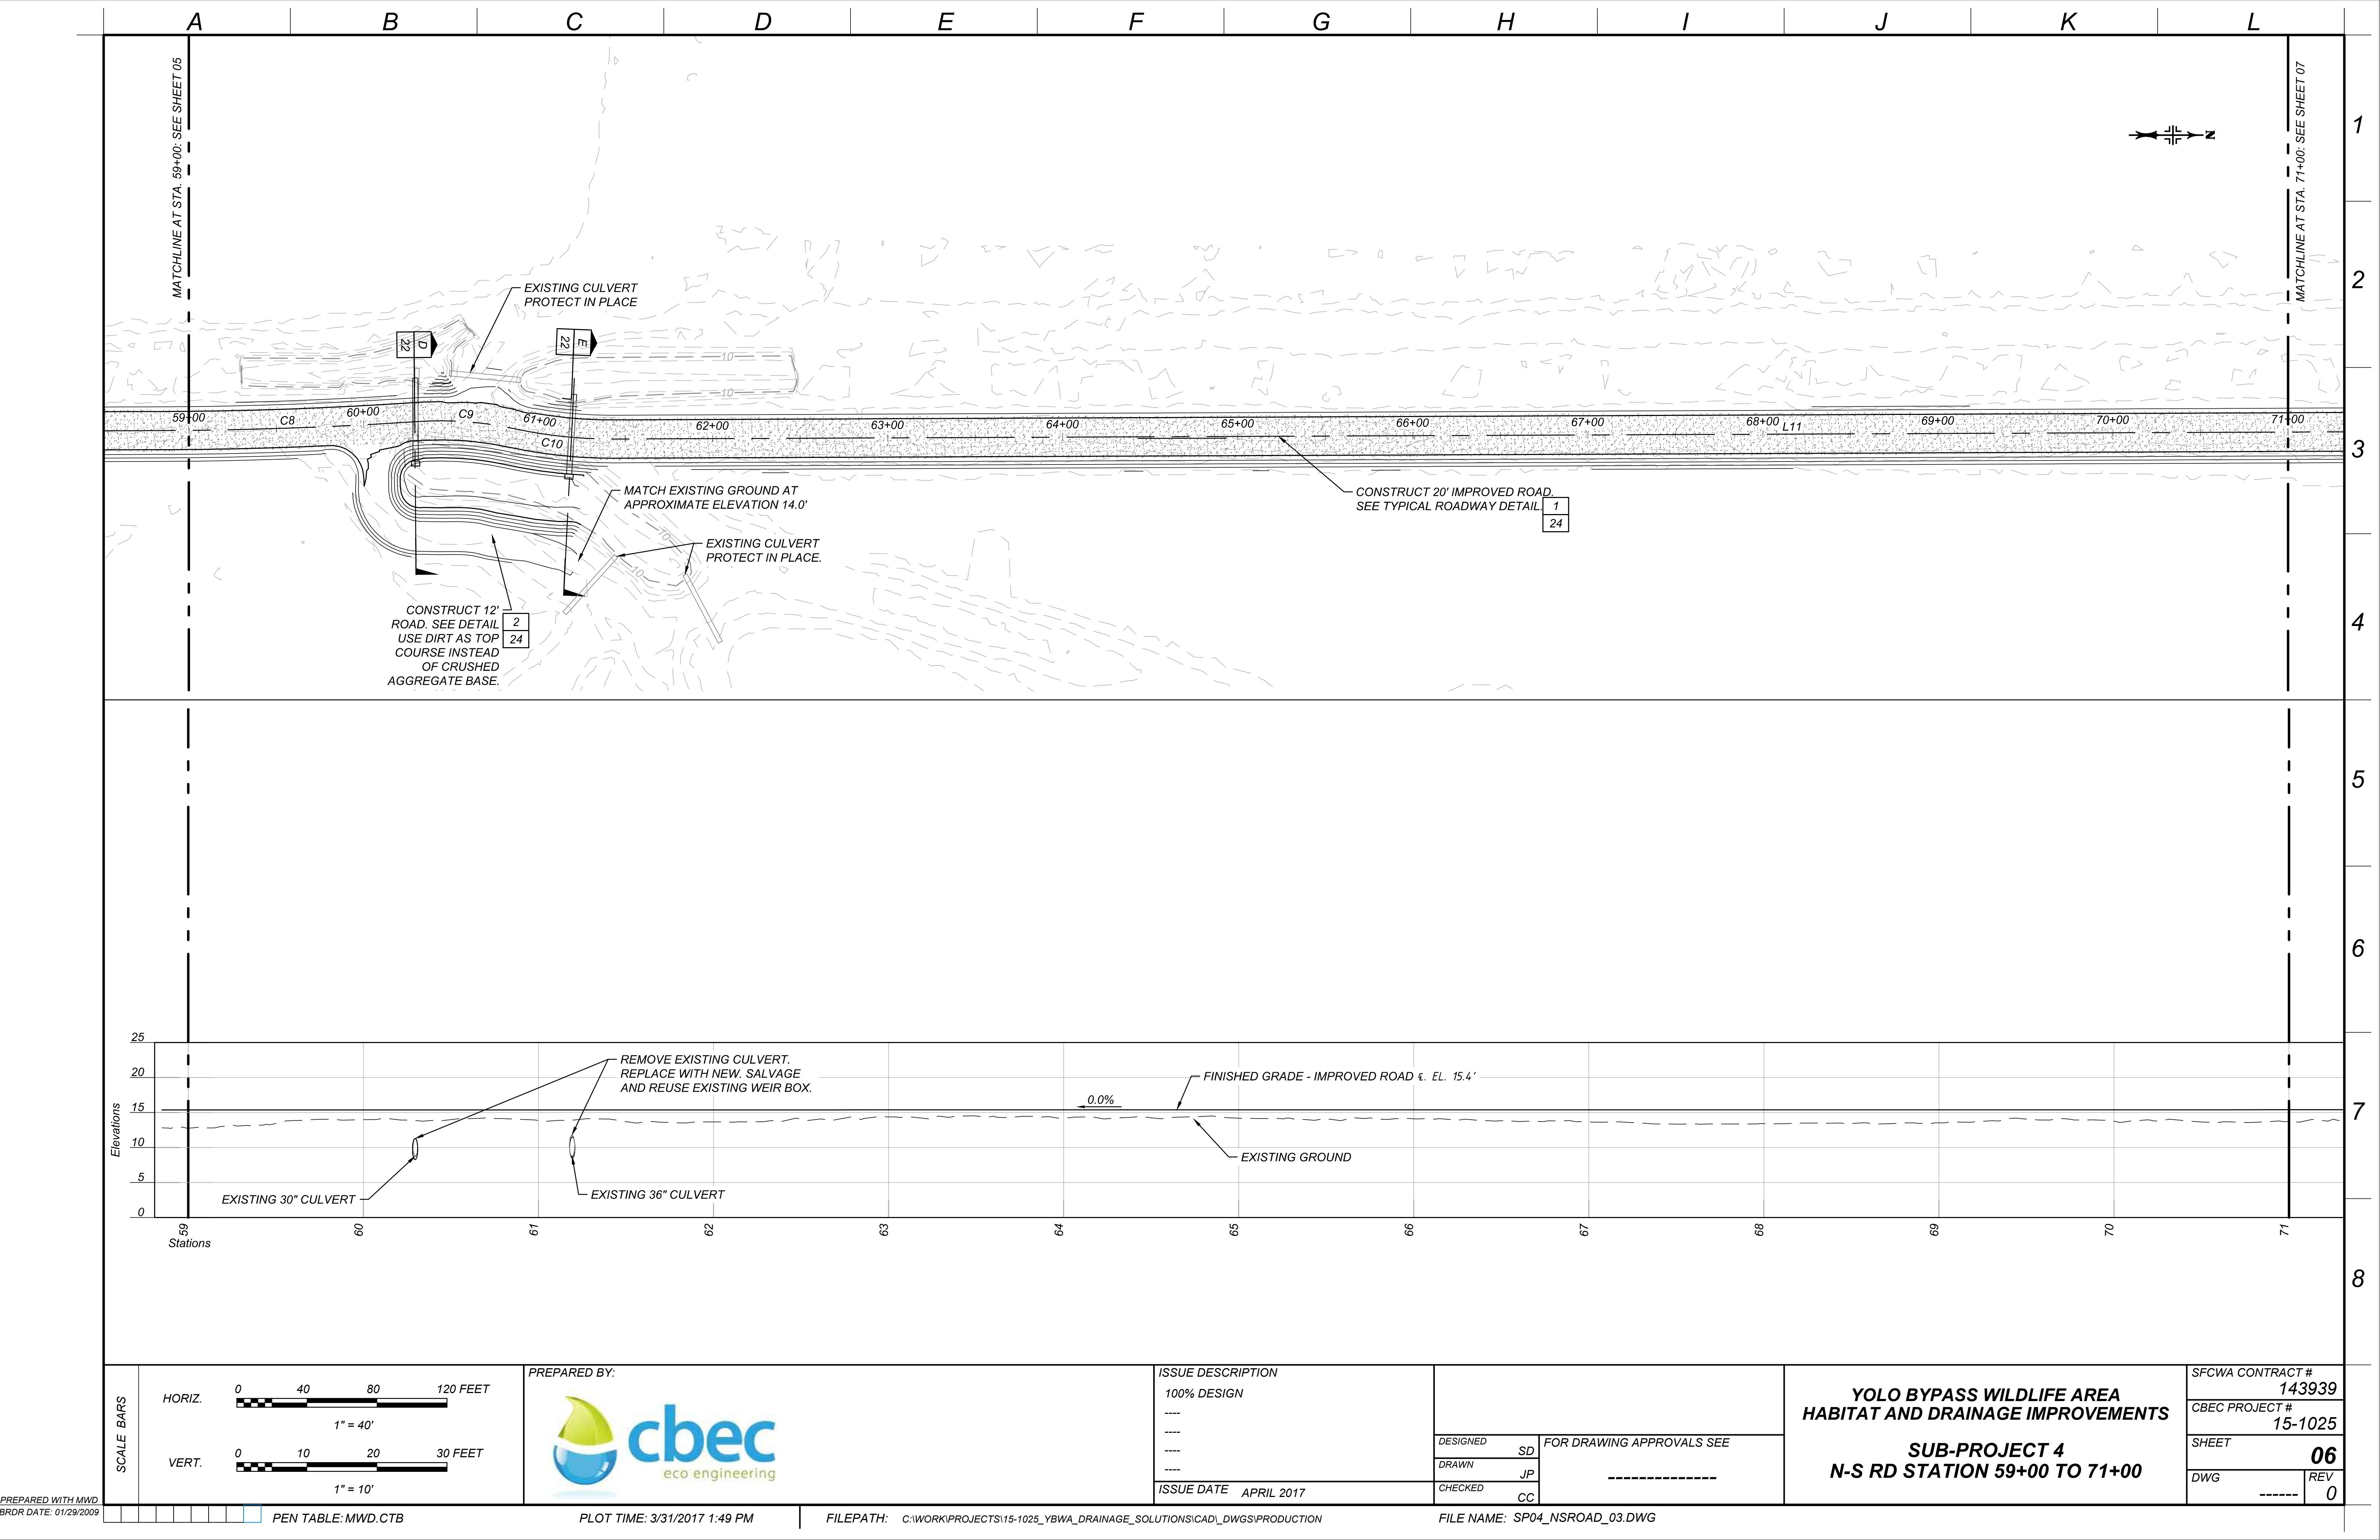 A B C D E F G H I J K L
MATCHLINE AT STA. 59+00: SEE SHEET 05
MATCHLINE AT STA. 71+00: SEE SHEET 07
N
1
2
3
4
5
6
7
8
EXISTING CULVERT
PROTECT IN PLACE
D
22
E
22
10
10
59+00
C8
60+00
C9
61+00
C10
62+00
63+00
64+00
65+00
66+00
67+00
68+00
L11
69+00
70+00
71+00
MATCH EXISTING GROUND AT
APPROXIMATE ELEVATION 14.0'
10
10
EXISTING CULVERT
PROTECT IN PLACE.
CONSTRUCT 20' IMPROVED ROAD.
SEE TYPICAL ROADWAY DETAIL.
1
24
CONSTRUCT 12'
ROAD. SEE DETAIL
USE DIRT AS TOP
COURSE INSTEAD
OF CRUSHED
AGGREGATE BASE.
2
24
25
20
15
10
5
0
Elevations
REMOVE EXISTING CULVERT.
REPLACE WITH NEW. SALVAGE
AND REUSE EXISTING WEIR BOX.
FINISHED GRADE - IMPROVED ROAD ℄. EL. 15.4'
0.0%
EXISTING GROUND
EXISTING 30" CULVERT
EXISTING 36" CULVERT
59 60 61 62 63 64 65 66 67 68 69 70 71
Stations
SCALE BARS
HORIZ.
0 40 80 120 FEET
1" = 40'
VERT.
0 10 20 30 FEET
1" = 10'
PREPARED BY:
cbec
eco engineering
ISSUE DESCRIPTION
100% DESIGN
----
----
----
----
ISSUE DATE APRIL 2017
DESIGNED SD
DRAWN JP
CHECKED CC
FOR DRAWING APPROVALS SEE
--------------
YOLO BYPASS WILDLIFE AREA
HABITAT AND DRAINAGE IMPROVEMENTS
SUB-PROJECT 4
N-S RD STATION 59+00 TO 71+00
SFCWA CONTRACT #
143939
CBEC PROJECT #
15-1025
SHEET
06
DWG
------
REV
0
PREPARED WITH MWD
BRDR DATE: 01/29/2009
PEN TABLE: MWD.CTB
PLOT TIME: 3/31/2017 1:49 PM
FILEPATH: C:\WORK\PROJECTS\15-1025_YBWA_DRAINAGE_SOLUTIONS\CAD\_DWGS\PRODUCTION
FILE NAME: SP04_NSROAD_03.DWG